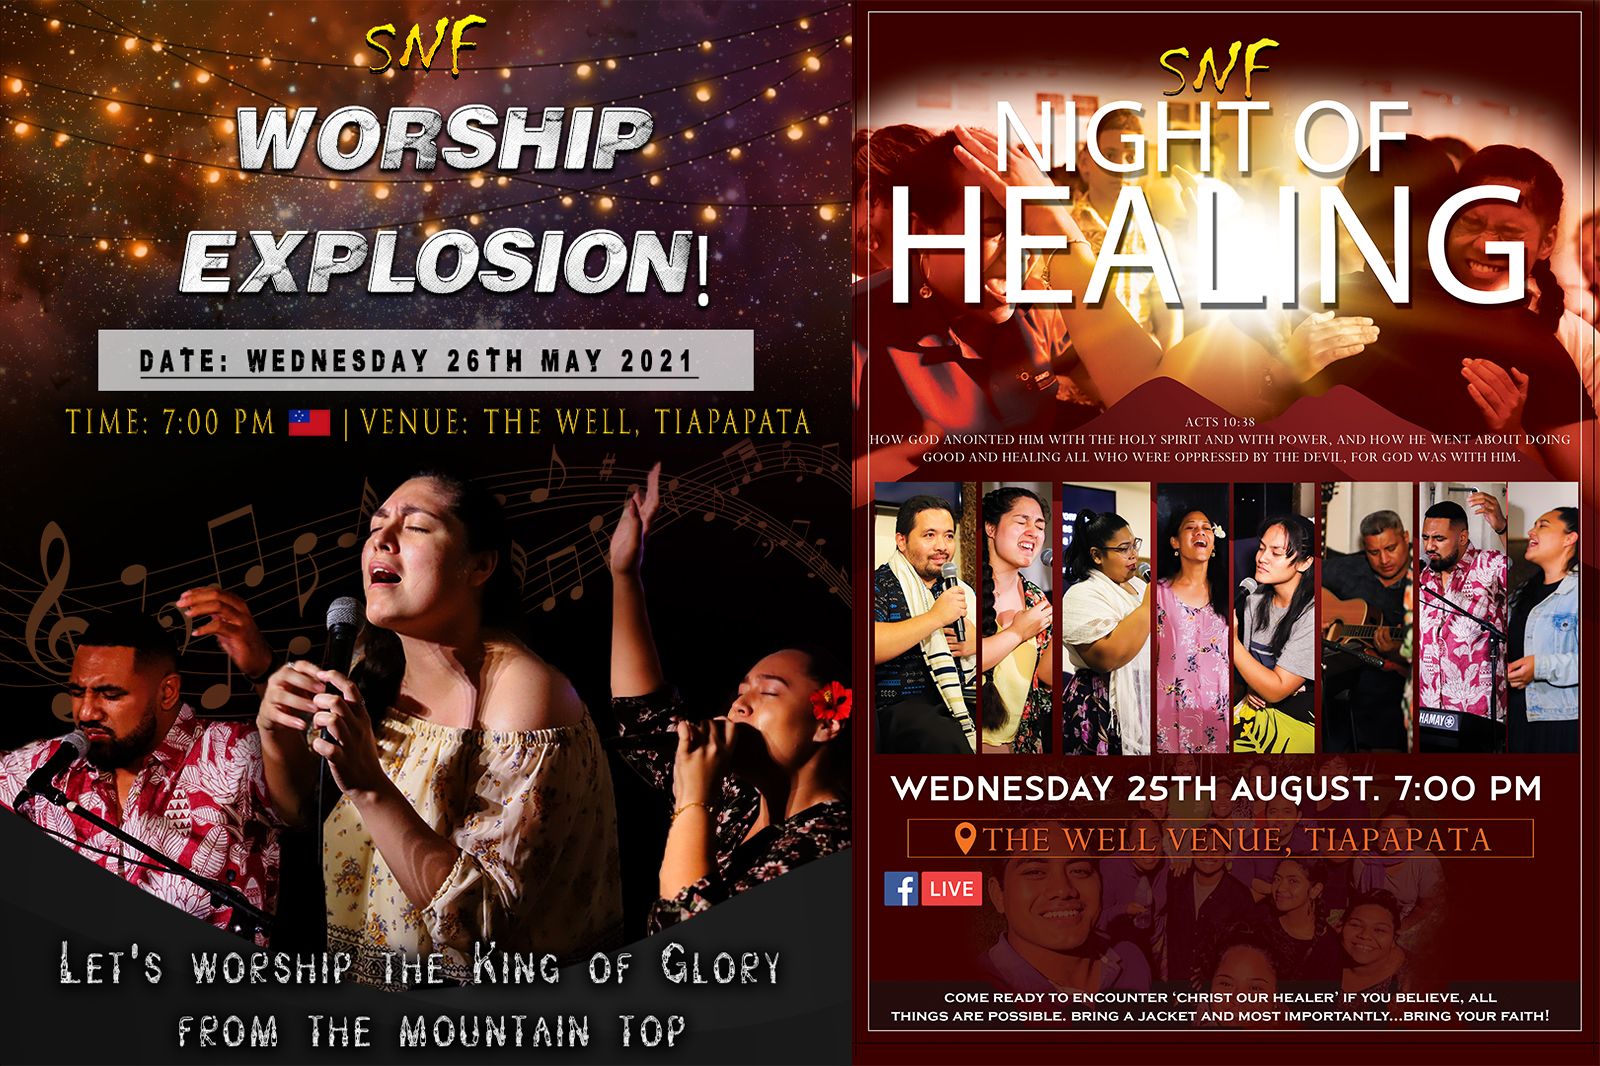 SNF
WORSHIP
EXPLOSION!
DATE: WEDNESDAY 26TH MAY 2021
TIME: 7:00 PM | VENUE: THE WELL, TIAPAPATA
LET'S WORSHIP THE KING OF GLORY
FROM THE MOUNTAIN TOP
SNF
NIGHT OF
HEALING
ACTS 10:38
HOW GOD ANOINTED HIM WITH THE HOLY SPIRIT AND WITH POWER, AND HOW HE WENT ABOUT DOING
GOOD AND HEALING ALL WHO WERE OPPRESSED BY THE DEVIL, FOR GOD WAS WITH HIM.
HAMAY
WEDNESDAY 25TH AUGUST. 7:00 PM
THE WELL VENUE, TIAPAPATA
f LIVE
COME READY TO ENCOUNTER ‘CHRIST OUR HEALER’ IF YOU BELIEVE, ALL
THINGS ARE POSSIBLE. BRING A JACKET AND MOST IMPORTANTLY...BRING YOUR FAITH!